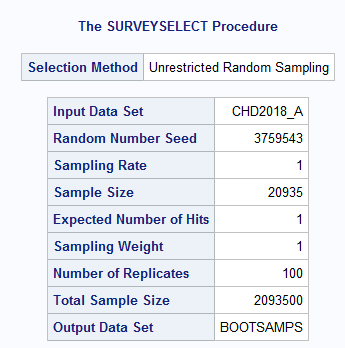 The SURVEYSELECT Procedure
Selection Method Unrestricted Random Sampling
Input Data Set CHD2018_A
Random Number Seed 3759543
Sampling Rate 1
Sample Size 20935
Expected Number of Hits 1
Sampling Weight 1
Number of Replicates 100
Total Sample Size 2093500
Output Data Set BOOTSAMPS